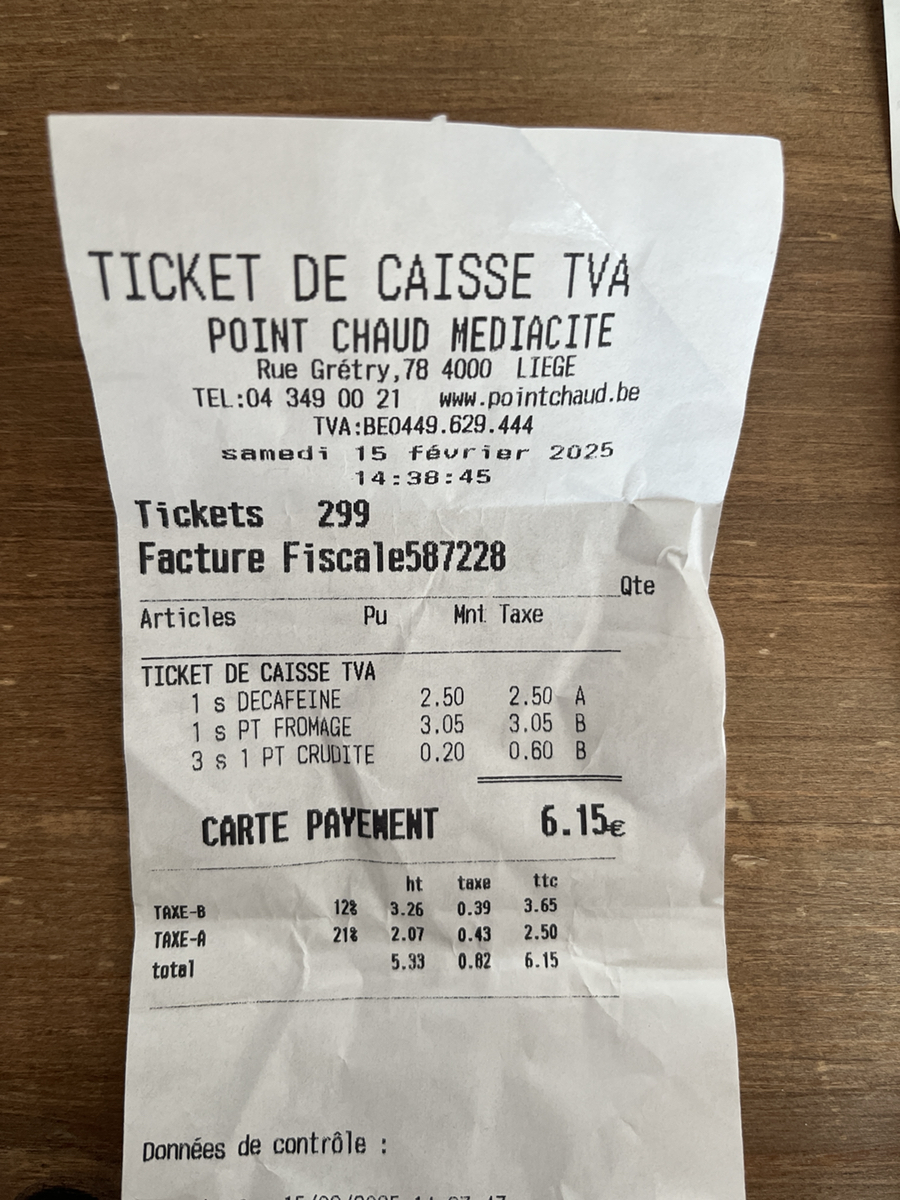 TICKET DE CAISSE TVA
POINT CHAUD MEDIACITE
Rue Grétry,78 4000 LIEGE
TEL:04 349 00 21 www.pointchaud.be
TVA:BE0449.629.444
samedi 15 février 2025
14:38:45
Tickets 299
Facture Fiscale587228
Qte
Articles Pu Mnt Taxe
TICKET DE CAISSE TVA
1 s DECAFEINE 2.50 2.50 A
1 s PT FROMAGE 3.05 3.05 B
3 s 1 PT CRUDITE 0.20 0.60 B
CARTE PAYEMENT 6.15€
ht taxe ttc
TAXE-B 12% 3.26 0.39 3.65
TAXE-A 21% 2.07 0.43 2.50
total 5.33 0.82 6.15
Données de contrôle :